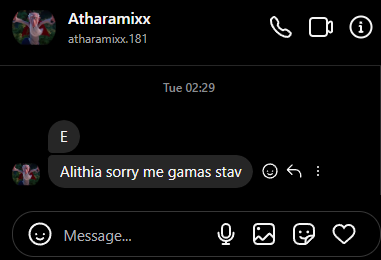 Atharamixx
atharamixx.181
Tue 02:29
E
Alithia sorry me gamas stav
Message...